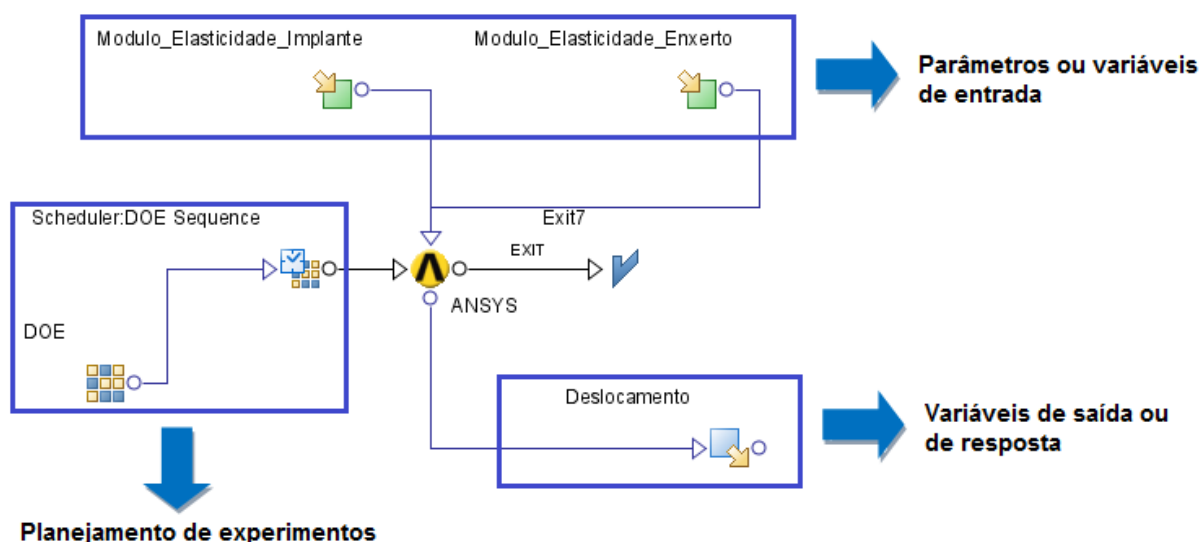 Modulo_Elasticidade_Implante
Modulo_Elasticidade_Enxerto
Parâmetros ou variáveis
de entrada
Scheduler:DOE Sequence
Exit7
EXIT
ANSYS
DOE
Deslocamento
Variáveis de saída ou
de resposta
Planejamento de experimentos